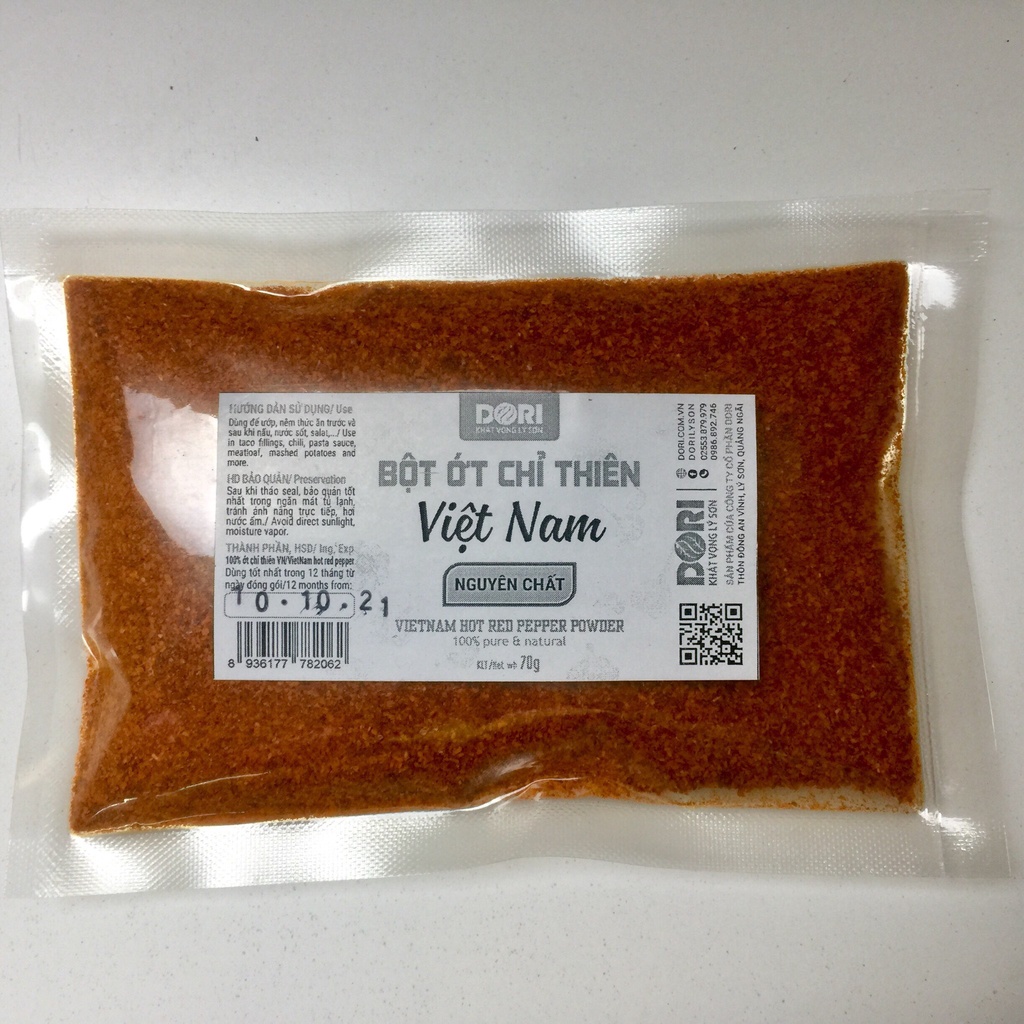 HƯỚNG DẪN SỬ DỤNG/ Use
Dùng để ướp, nêm thức ăn trước và
sau khi nấu, nước sốt, salat,.../ Use
in taco fillings, chili, pasta sauce,
meatloaf, mashed potatoes and
more.
HD BẢO QUẢN/ Preservation
Sau khi tháo seal, bảo quản tốt
nhất trong ngăn mát tủ lạnh,
tránh ánh nắng trực tiếp, hơi
nước ẩm./ Avoid direct sunlight,
moisture vapor.
THÀNH PHẦN, HSD/ Ing, Exp
100% ớt chỉ thiên VN/VietNam hot red pepper
Dùng tốt nhất trong 12 tháng từ
ngày đóng gói/12 months from:
10.10.21
8 936177 782062
DORI
KHÁT VỌNG LÝ SƠN
BỘT ỚT CHỈ THIÊN
Việt Nam
NGUYÊN CHẤT
VIETNAM HOT RED PEPPER POWDER
100% pure & natural
KLT/Net wt: 70g
DORI
KHÁT VỌNG LÝ SƠN
DORI.COM.VN
DORILYSON
02553.879.979
0986.692.746
SẢN PHẨM CỦA CÔNG TY CỔ PHẦN DORI
THÔN ĐÔNG AN VĨNH, LÝ SƠN, QUẢNG NGÃI